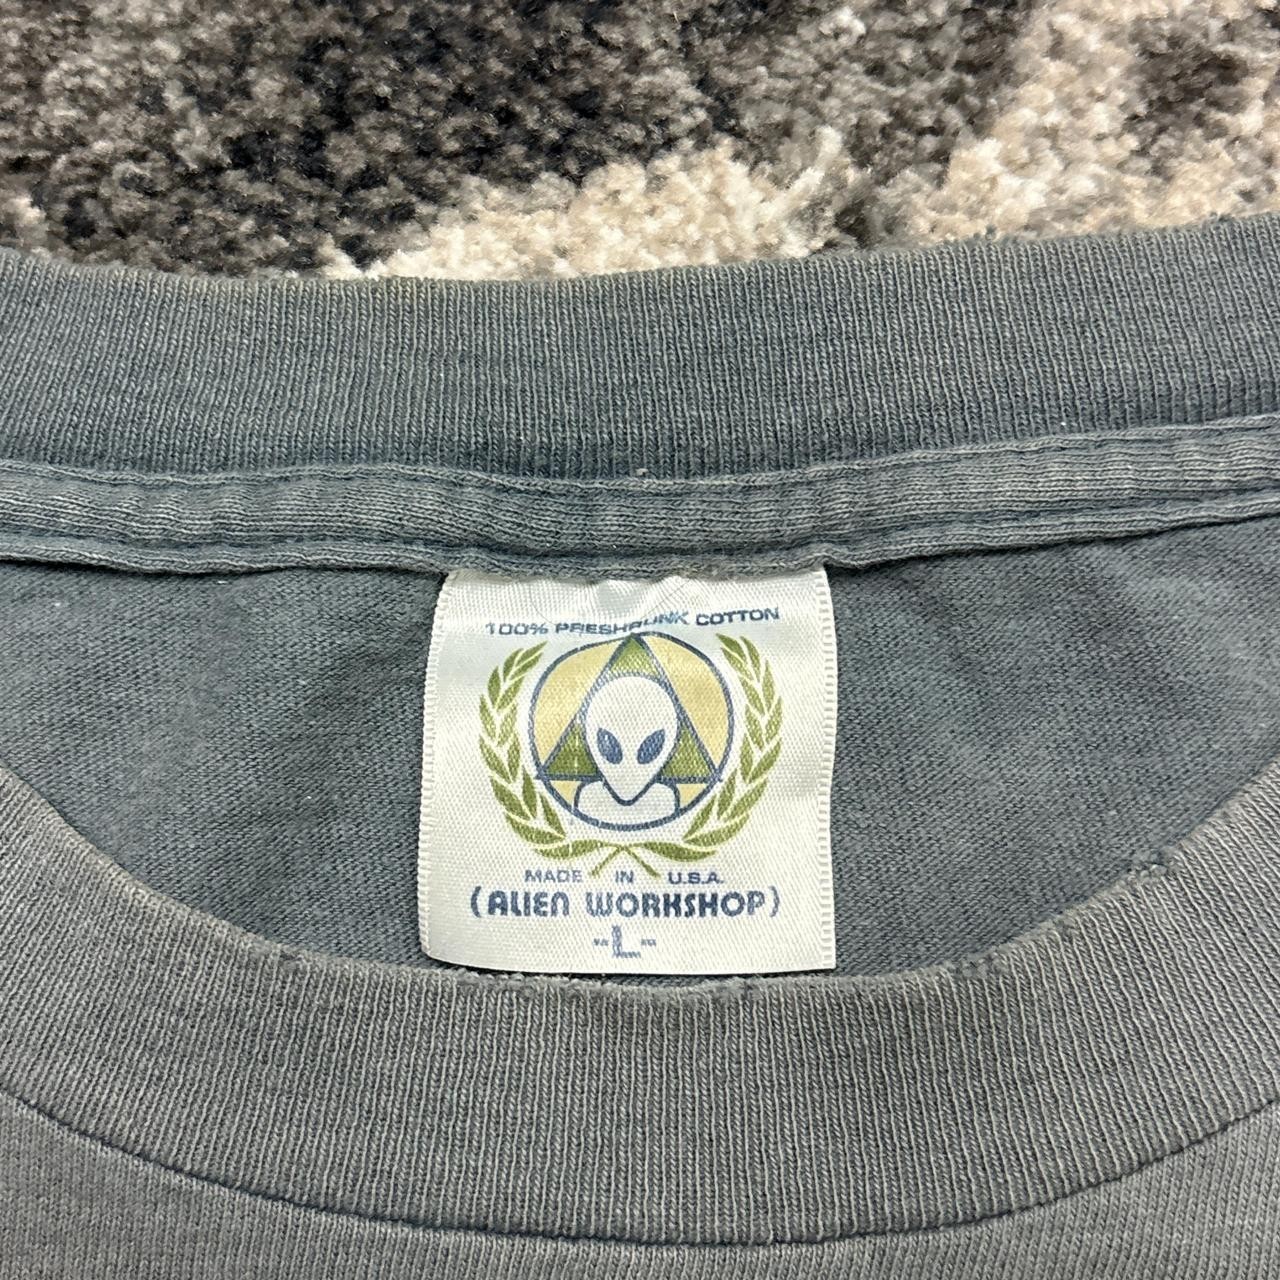 100% PRESHRUNK COTTON
MADE IN U.S.A.
(ALIEN WORKSHOP)
-L-